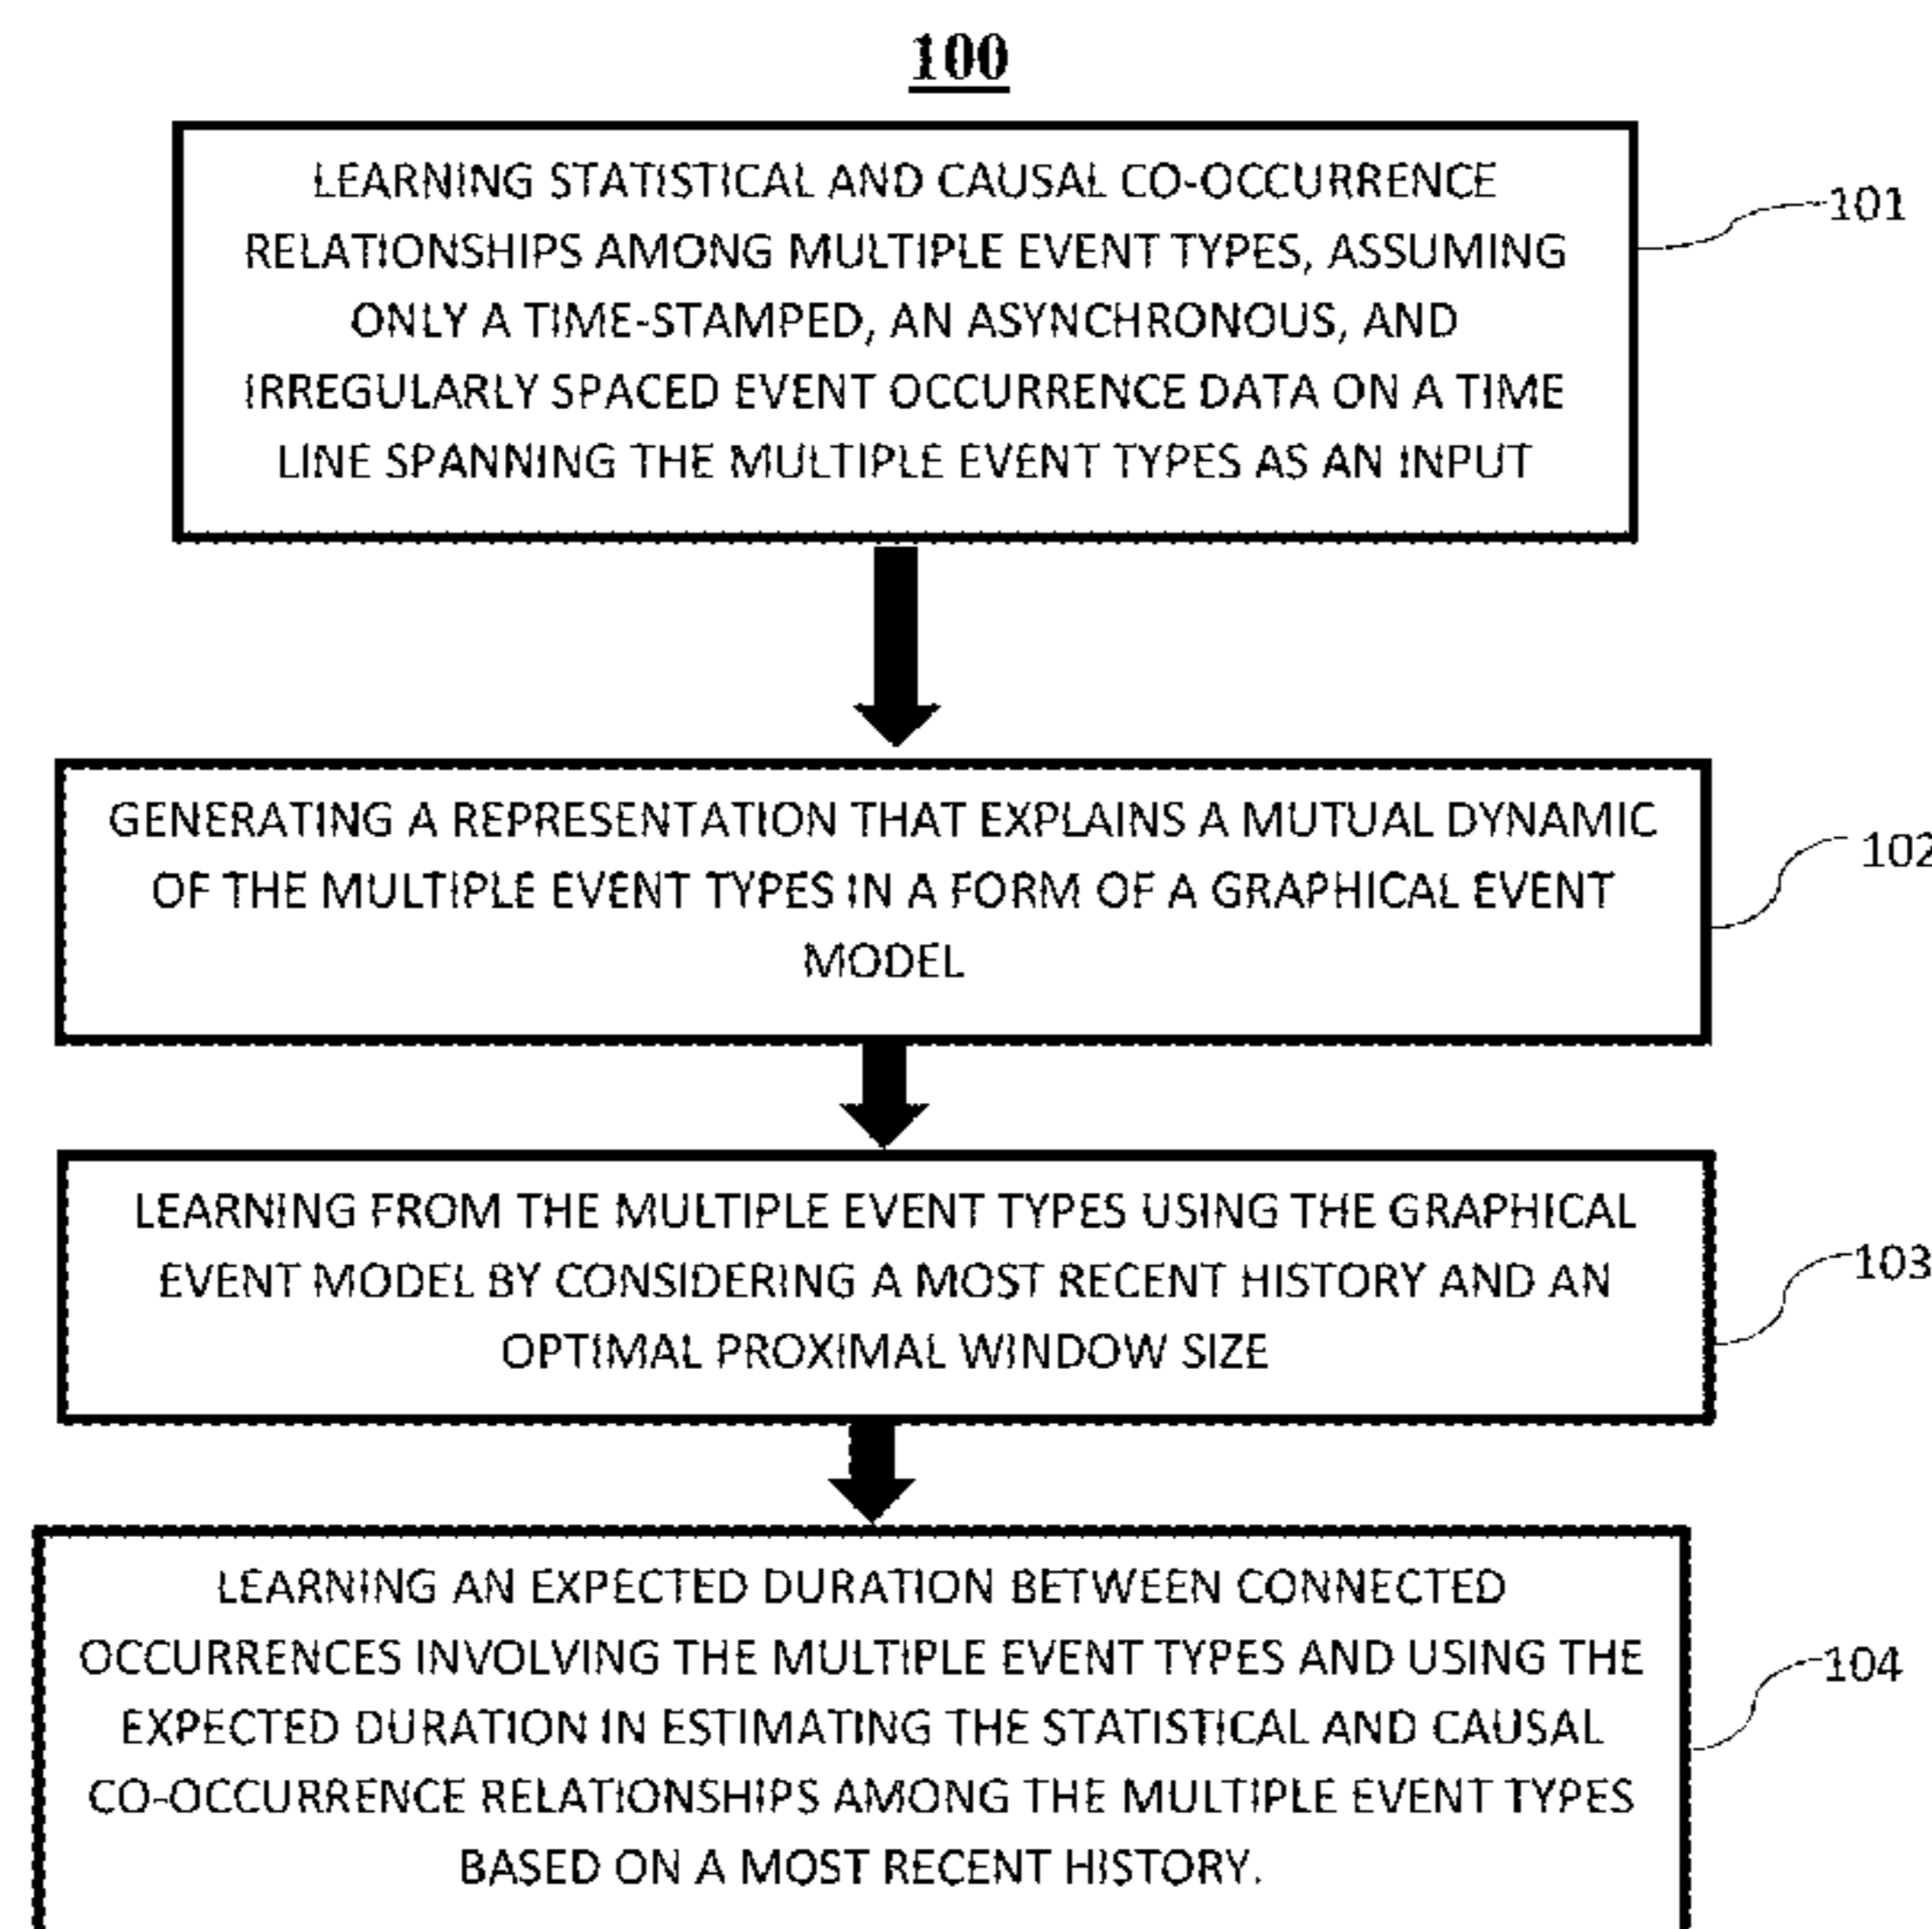 100
LEARNING STATISTICAL AND CAUSAL CO-OCCURRENCE
RELATIONSHIPS AMONG MULTIPLE EVENT TYPES, ASSUMING
ONLY A TIME-STAMPED, AN ASYNCHRONOUS, AND
IRREGULARLY SPACED EVENT OCCURRENCE DATA ON A TIME
LINE SPANNING THE MULTIPLE EVENT TYPES AS AN INPUT
101
GENERATING A REPRESENTATION THAT EXPLAINS A MUTUAL DYNAMIC
OF THE MULTIPLE EVENT TYPES IN A FORM OF A GRAPHICAL EVENT
MODEL
102
LEARNING FROM THE MULTIPLE EVENT TYPES USING THE GRAPHICAL
EVENT MODEL BY CONSIDERING A MOST RECENT HISTORY AND AN
OPTIMAL PROXIMAL WINDOW SIZE
103
LEARNING AN EXPECTED DURATION BETWEEN CONNECTED
OCCURRENCES INVOLVING THE MULTIPLE EVENT TYPES AND USING THE
EXPECTED DURATION IN ESTIMATING THE STATISTICAL AND CAUSAL
CO-OCCURRENCE RELATIONSHIPS AMONG THE MULTIPLE EVENT TYPES
BASED ON A MOST RECENT HISTORY.
104